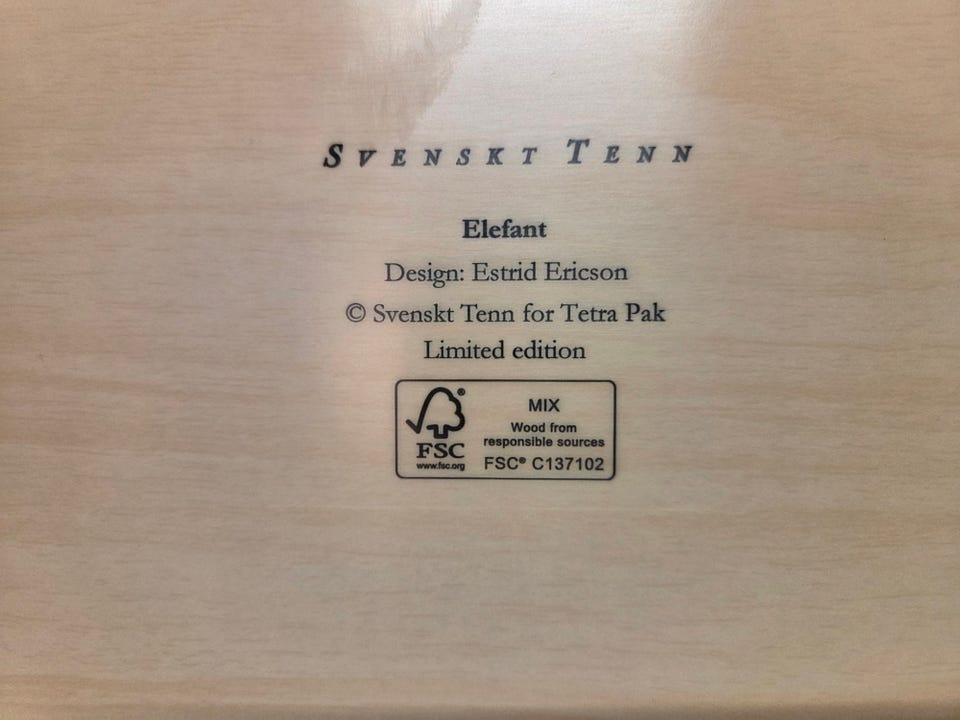 SVENSKT TENN
Elefant
Design: Estrid Ericson
© Svenskt Tenn for Tetra Pak
Limited edition
FSC®
www.fsc.org
MIX
Wood from
responsible sources
FSC® C137102